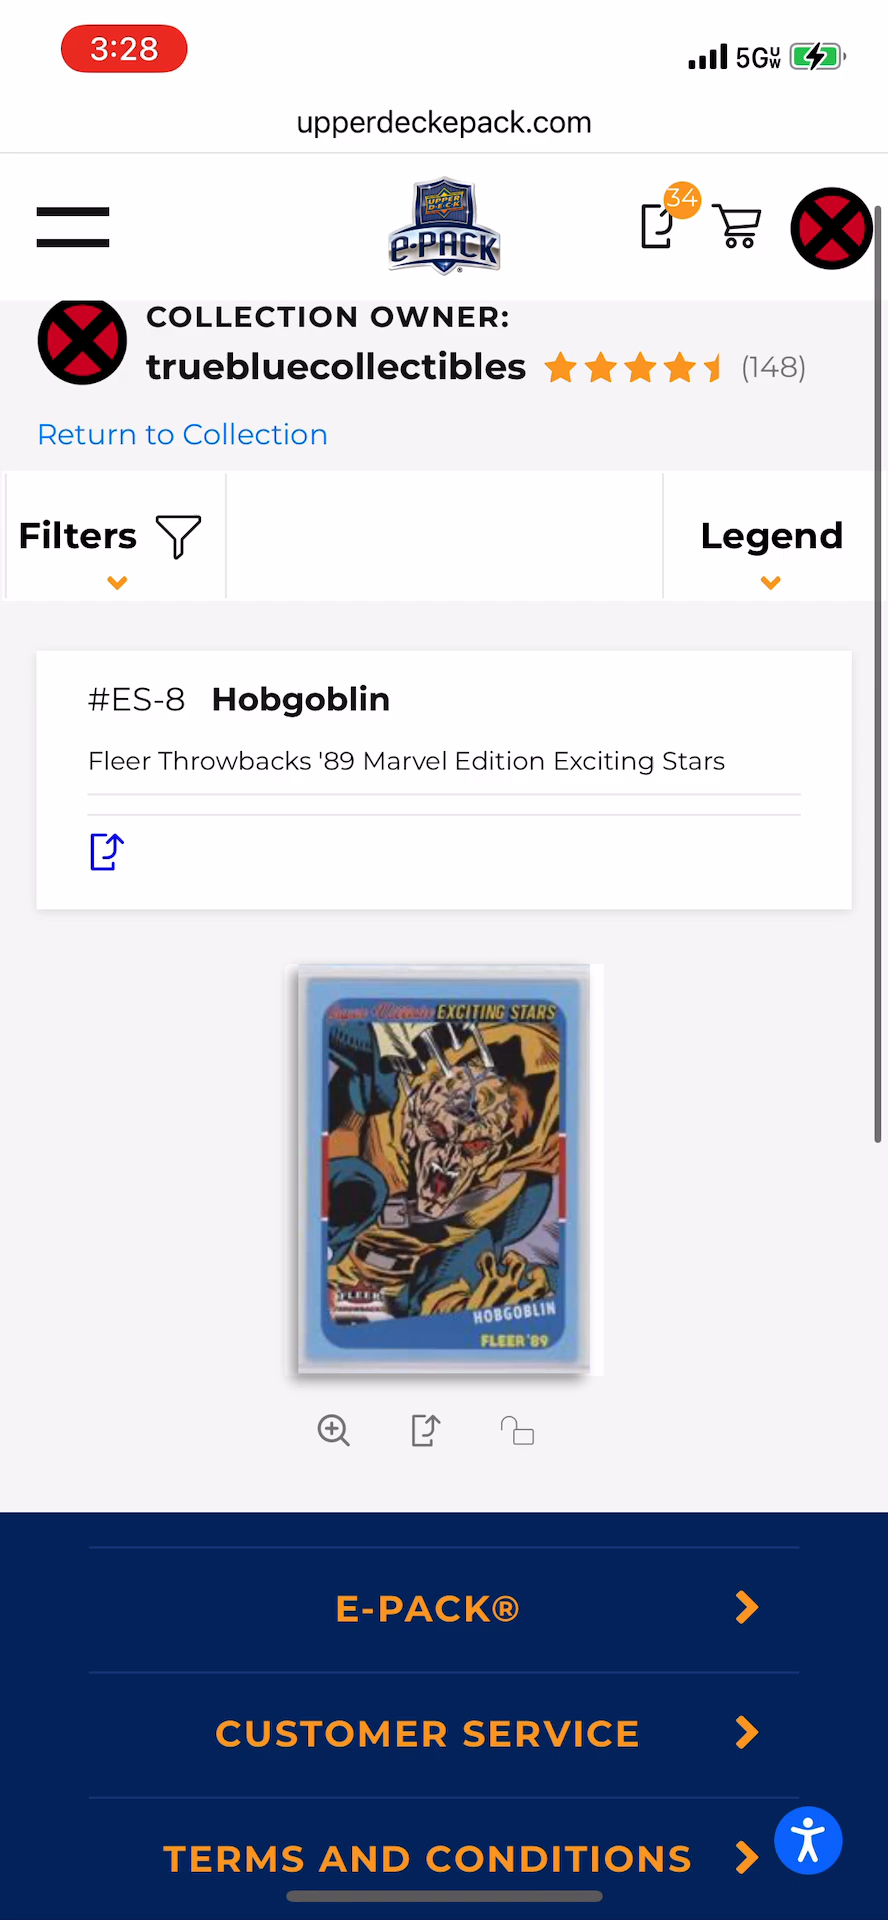 3:28
5GUW
upperdeckepack.com
UPPER
DECK
e·PACK
34
COLLECTION OWNER:
truebluecollectibles (148)
Return to Collection
Filters
Legend
#ES-8 Hobgoblin
Fleer Throwbacks '89 Marvel Edition Exciting Stars
EXCITING STARS
FLEER
HOBGOBLIN
FLEER '89
E-PACK®
CUSTOMER SERVICE
TERMS AND CONDITIONS